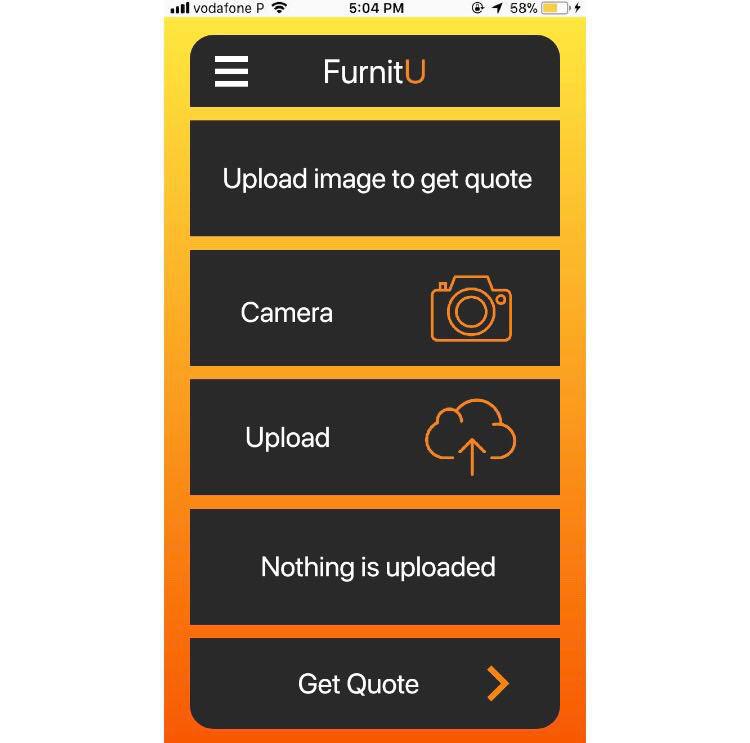 vodafone P 5:04 PM 58%
FurnitU
Upload image to get quote
Camera
Upload
Nothing is uploaded
Get Quote